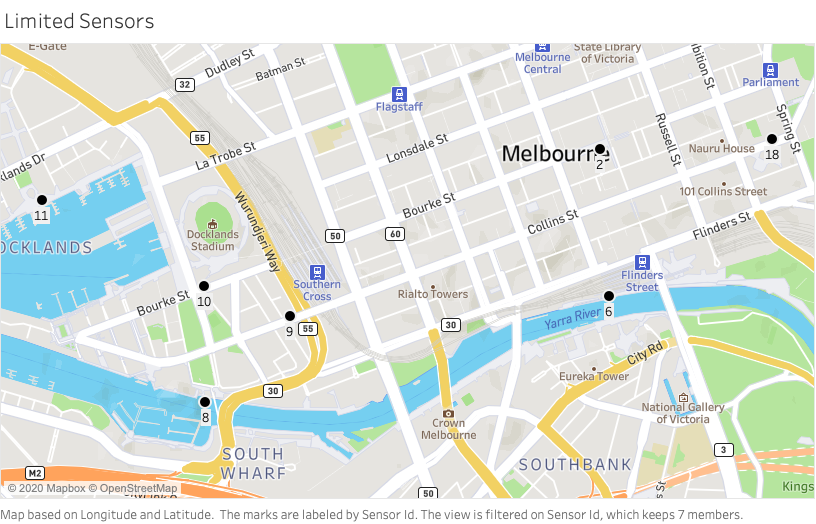 Limited Sensors
E-Gate
Dudley St
Batman St
32
Melbourne
Central
State Library
of Victoria
Parliament
Flagstaff
55
La Trobe St
Lonsdale St
Melbourne
2
Russell St
Nauru House
18
Spring St
11
Wurundjeri Way
Bourke St
101 Collins Street
Collins St
Flinders St
50
60
Docklands
Stadium
Southern
Cross
Flinders
Street
Rialto Towers
10
Bourke St
9
55
30
6
Yarra River
City Rd
Eureka Tower
30
8
Crown
Melbourne
National Gallery
of Victoria
SOUTH
WHARF
SOUTHBANK
3
M2
50
Kings
© 2020 Mapbox © OpenStreetMap
Map based on Longitude and Latitude. The marks are labeled by Sensor Id. The view is filtered on Sensor Id, which keeps 7 members.